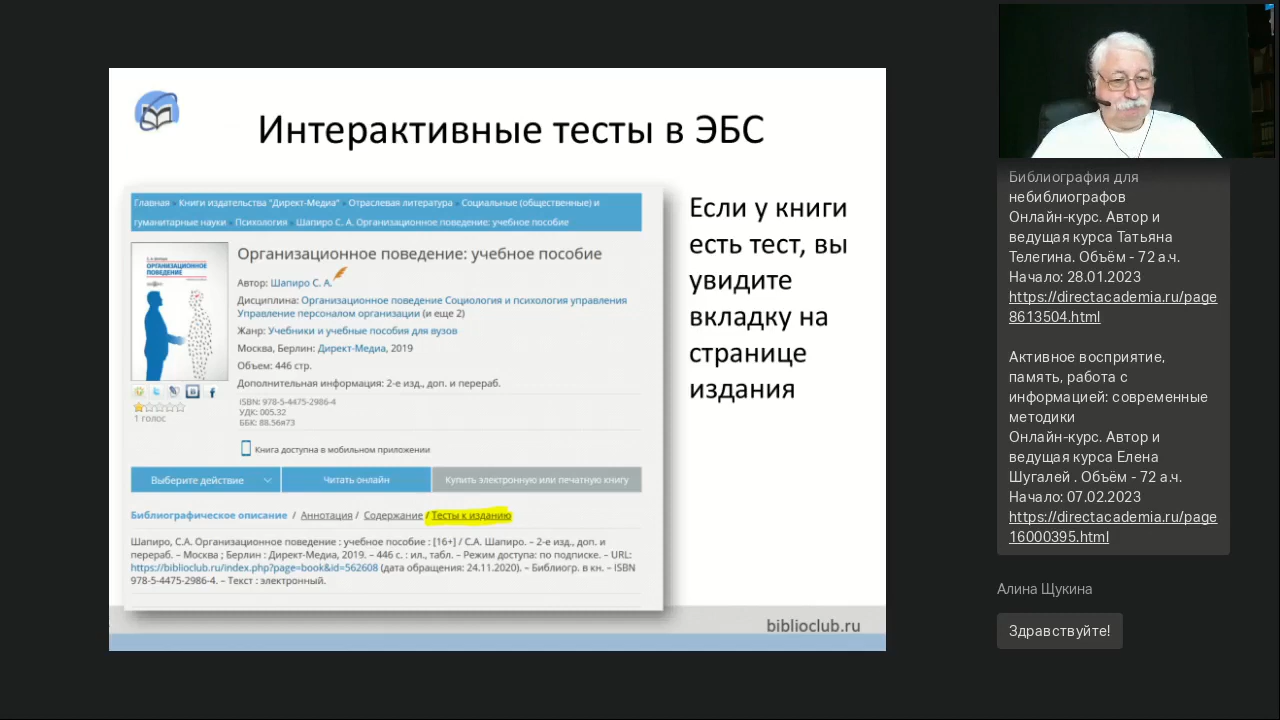 Интерактивные тесты в ЭБС
Главная » Книги издательства "Директ-Медиа" » Отраслевая литература » Социальные (общественные) и
гуманитарные науки » Психология » Шапиро С. А. Организационное поведение: учебное пособие
ОРГАНИЗАЦИОННОЕ
ПОВЕДЕНИЕ
Организационное поведение: учебное пособие
Автор: Шапиро С. А.
Дисциплина: Организационное поведение Социология и психология управления
Управление персоналом организации (и еще 2)
Жанр: Учебники и учебные пособия для вузов
Москва, Берлин: Директ-Медиа, 2019
Объем: 446 стр.
Дополнительная информация: 2-е изд., доп. и перераб.
ISBN: 978-5-4475-2986-4
УДК: 005.32
ББК: 88.56я73
1 голос
Книга доступна в мобильном приложении
Выберите действие
Читать онлайн
Купить электронную или печатную книгу
Библиографическое описание / Аннотация / Содержание / Тесты к изданию
Шапиро, С.А. Организационное поведение : учебное пособие : [16+] / С.А. Шапиро. – 2-е изд., доп. и
перераб. – Москва ; Берлин : Директ-Медиа, 2019. – 446 с. : ил., табл. – Режим доступа: по подписке. – URL:
https://biblioclub.ru/index.php?page=book&id=562608 (дата обращения: 24.11.2020). – Библиогр. в кн. – ISBN
978-5-4475-2986-4. – Текст : электронный.
Если у книги
есть тест, вы
увидите
вкладку на
странице
издания
biblioclub.ru
Библиография для
небиблиографов
Онлайн-курс. Автор и
ведущая курса Татьяна
Телегина. Объём - 72 а.ч.
Начало: 28.01.2023
https://directacademia.ru/page
8613504.html
Активное восприятие,
память, работа с
информацией: современные
методики
Онлайн-курс. Автор и
ведущая курса Елена
Шугалей . Объём - 72 а.ч.
Начало: 07.02.2023
https://directacademia.ru/page
16000395.html
Алина Щукина
Здравствуйте!